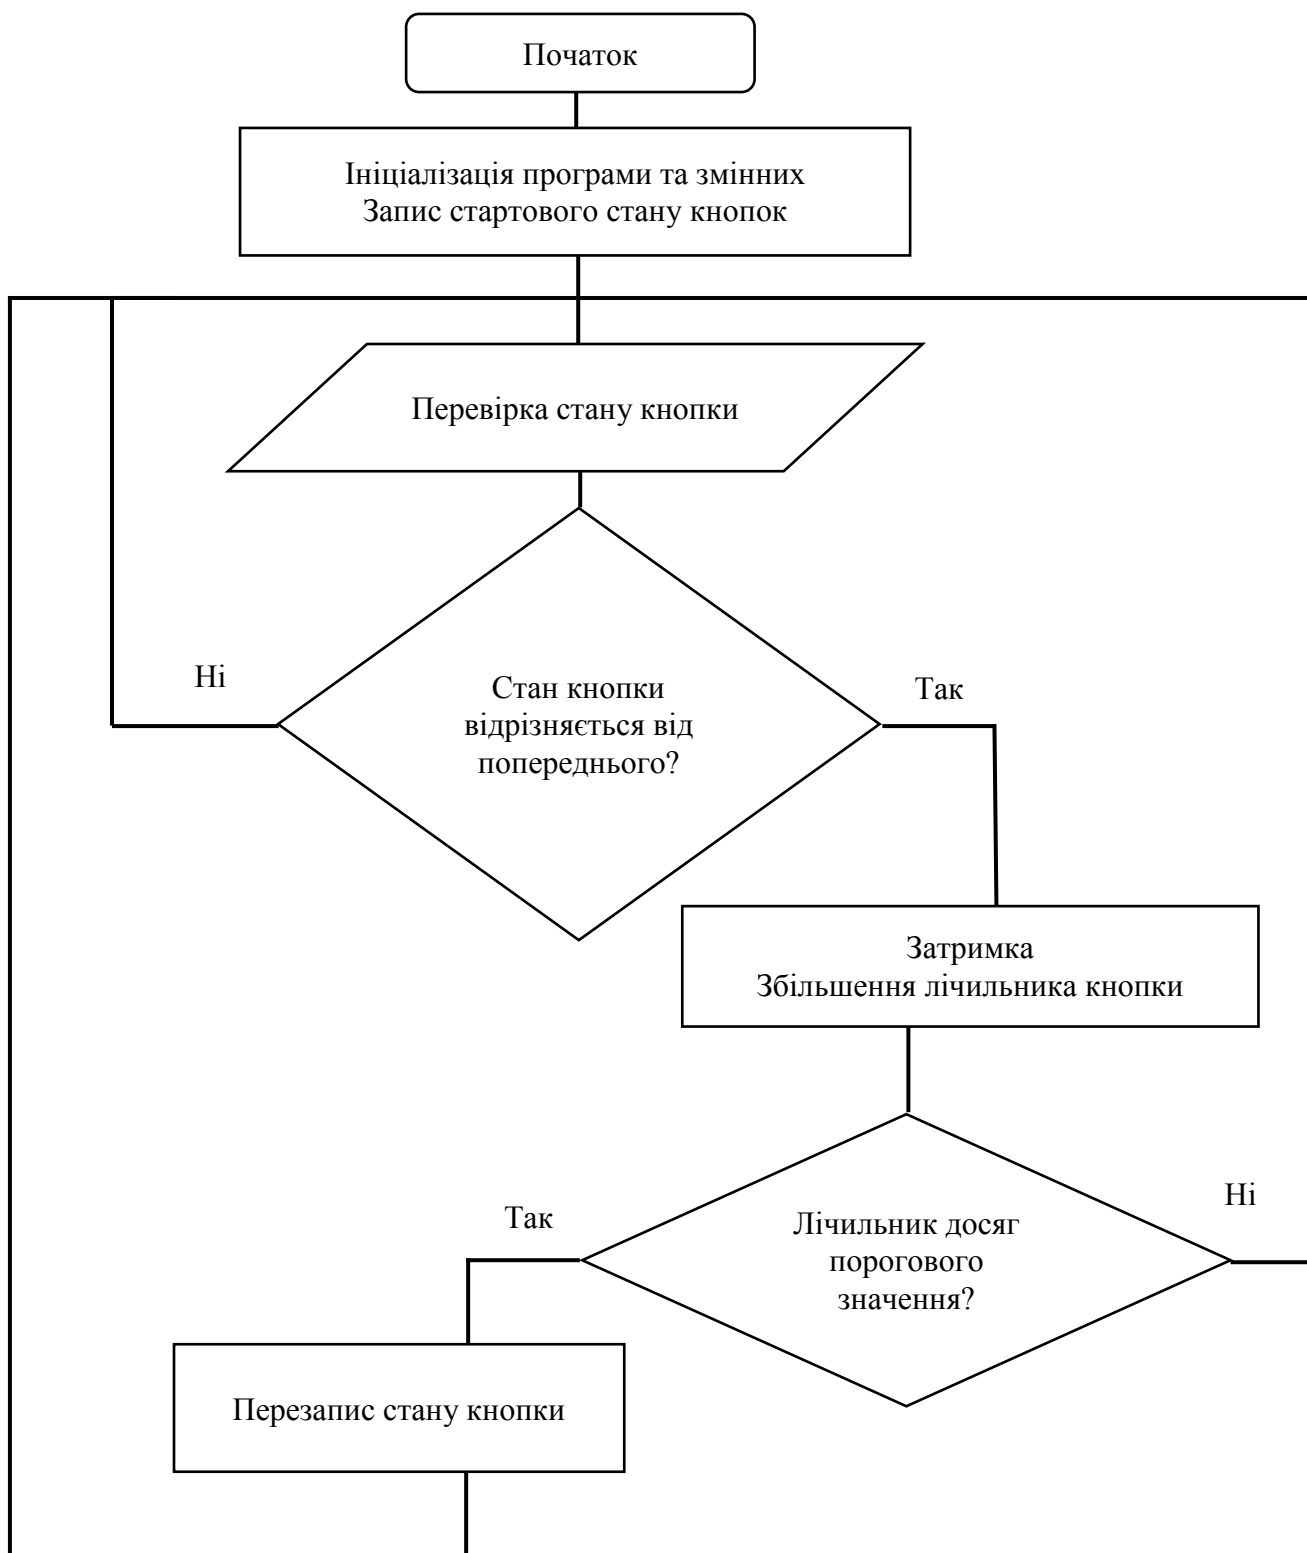 Початок
Ініціалізація програми та змінних
Запис стартового стану кнопок
Перевірка стану кнопки
Ні
Так
Стан кнопки
відрізняється від
попереднього?
Затримка
Збільшення лічильника кнопки
Так
Ні
Лічильник досяг
порогового
значення?
Перезапис стану кнопки